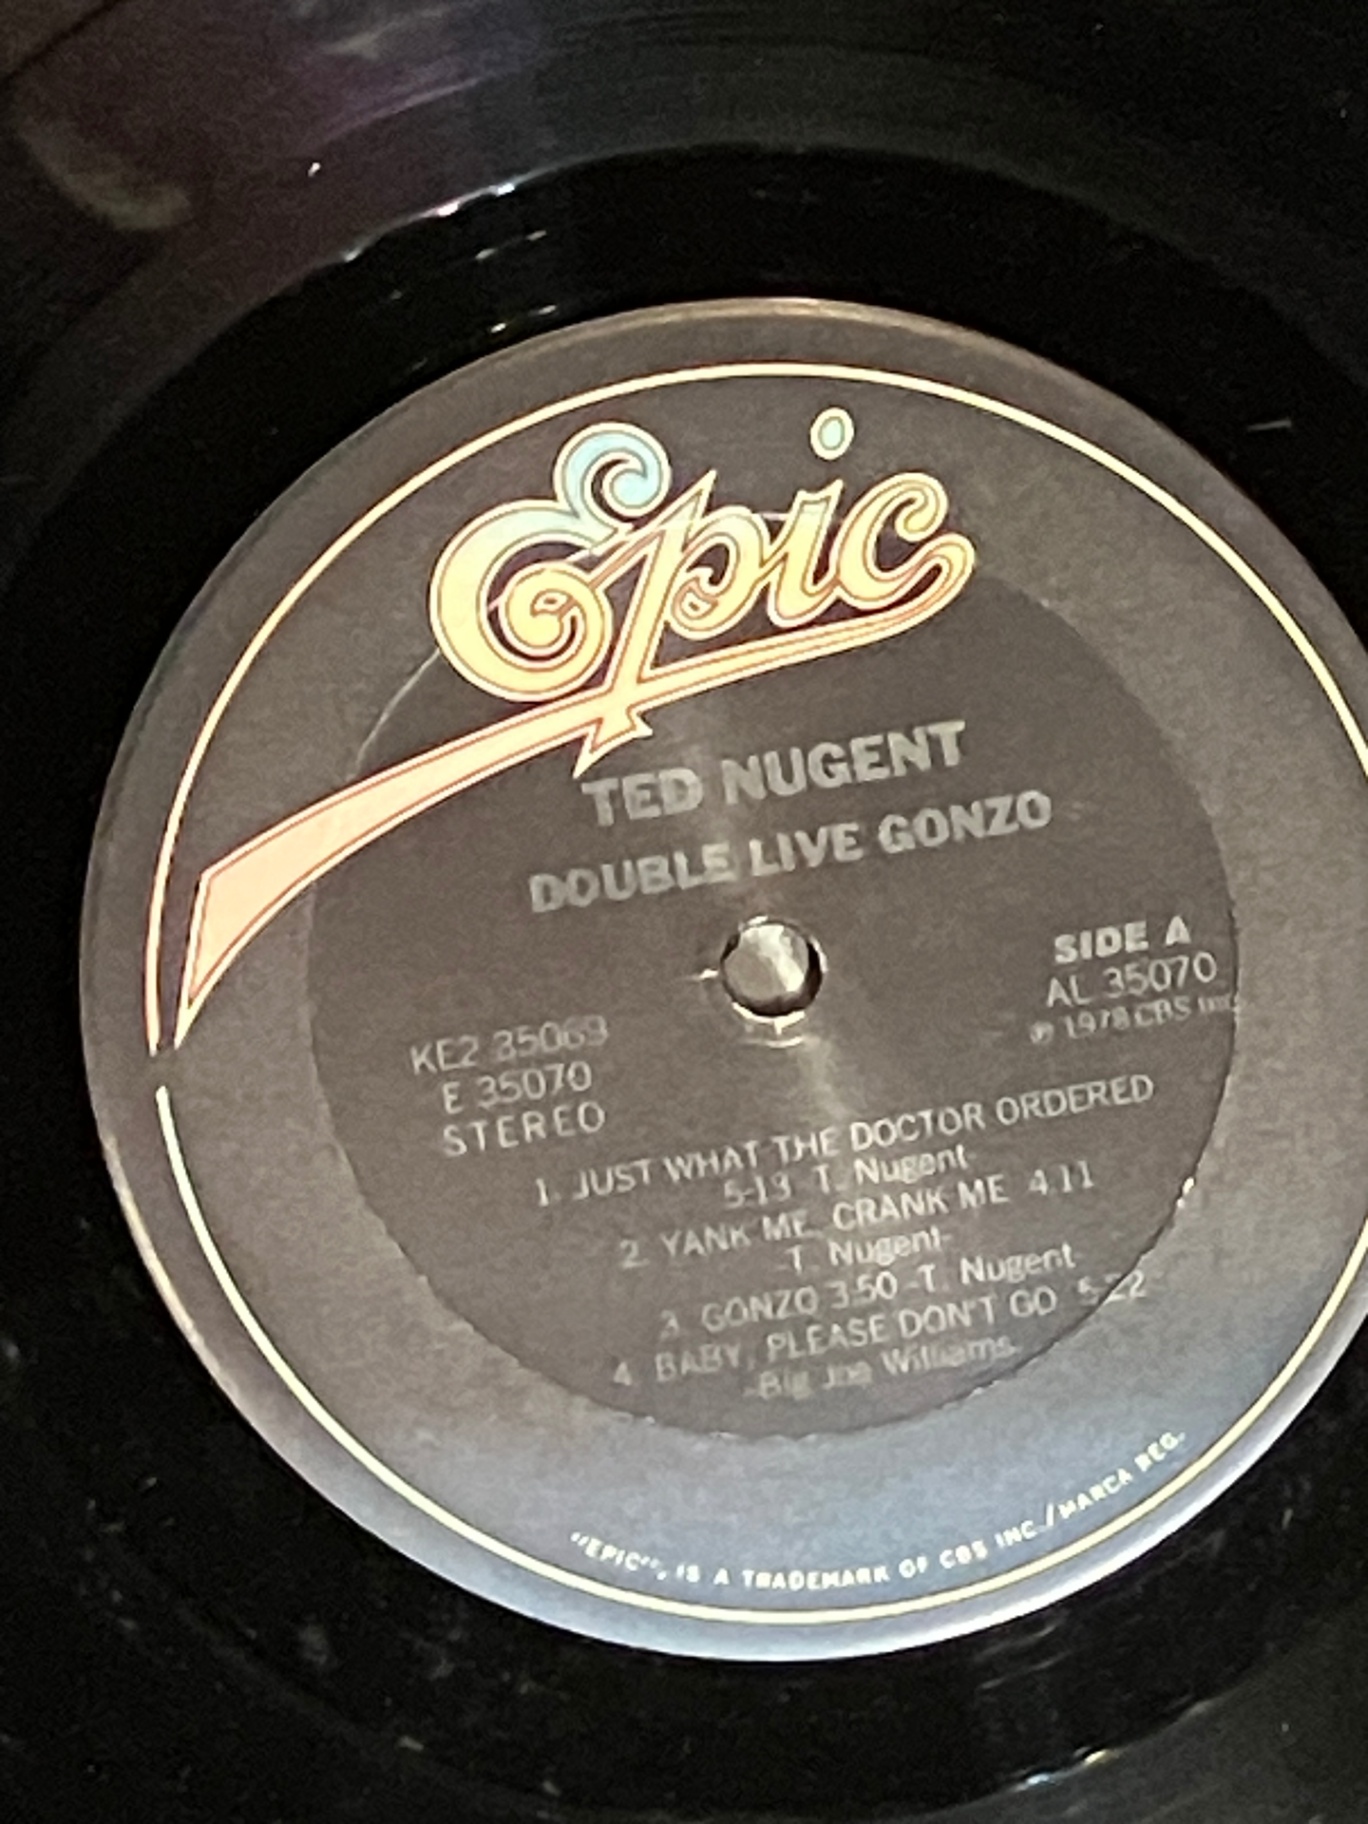 Epic
TED NUGENT
DOUBLE LIVE GONZO
SIDE A
AL 35070
℗ 1978 CBS Inc.
KE2 35069
E 35070
STEREO
1. JUST WHAT THE DOCTOR ORDERED
5-13 T. Nugent-
2. YANK ME, CRANK ME 4.11
-T. Nugent-
3. GONZO 3:50 -T. Nugent-
4. BABY, PLEASE DON'T GO 5-22
-Big Joe Williams-
"EPIC", IS A TRADEMARK OF CBS INC./MARCA REG.